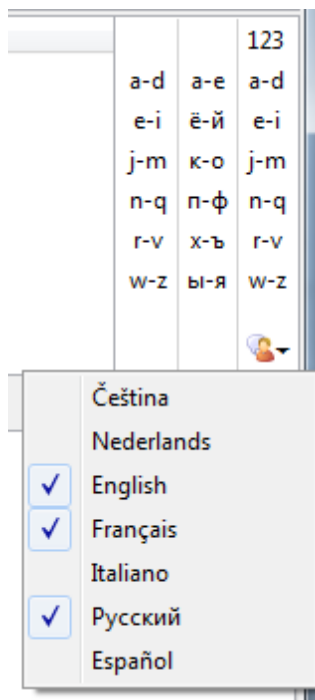 123
a-d а-е a-d
e-i ё-й e-i
j-m к-о j-m
n-q п-ф n-q
r-v х-ъ r-v
w-z ы-я w-z
Čeština
Nederlands
English
Français
Italiano
Русский
Español